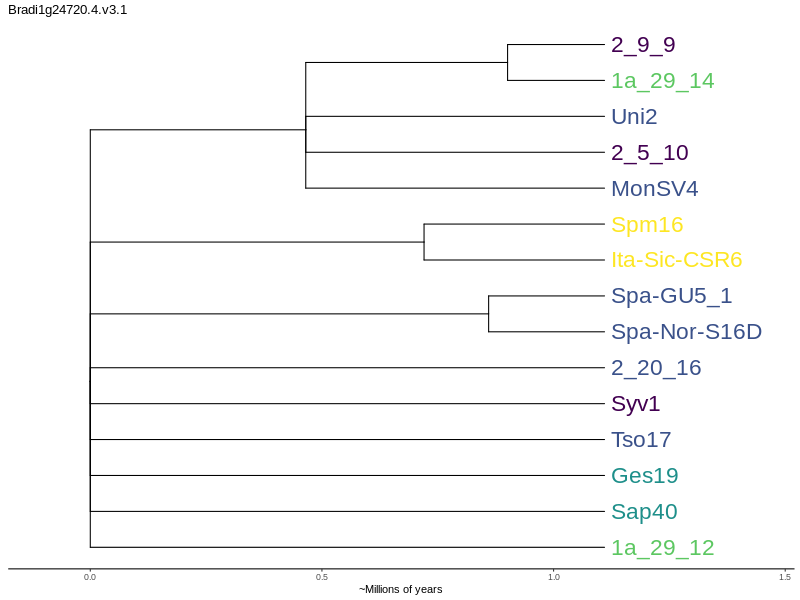 Bradi1g24720.4.v3.1
2_9_9
1a_29_14
Uni2
2_5_10
MonSV4
Spm16
Ita-Sic-CSR6
Spa-GU5_1
Spa-Nor-S16D
2_20_16
Syv1
Tso17
Ges19
Sap40
1a_29_12
0.0 0.5 1.0 1.5
~Millions of years